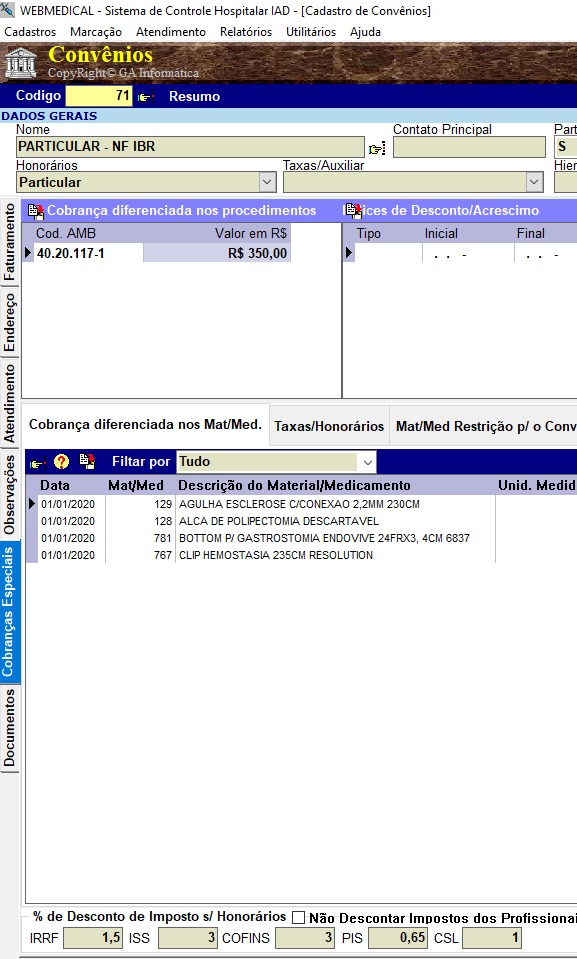 WEBMEDICAL - Sistema de Controle Hospitalar IAD - [Cadastro de Convênios]
Cadastros Marcação Atendimento Relatórios Utilitários Ajuda
Convênios
CopyRight© GA Informática
Codigo 71 Resumo
DADOS GERAIS
Nome Contato Principal Part
PARTICULAR - NF IBR S
Honorários Taxas/Auxiliar Hier
Particular
Faturamento
Endereço
Atendimento
Observações
Cobranças Especiais
Documentos
Cobrança diferenciada nos procedimentos
Cod. AMB Valor em R$
40.20.117-1 R$ 350,00
ices de Desconto/Acrescimo
Tipo Inicial Final
. . - . . -
Cobrança diferenciada nos Mat/Med. Taxas/Honorários Mat/Med Restrição p/ o Conv
Filtar por Tudo
Data Mat/Med Descrição do Material/Medicamento Unid. Medid
01/01/2020 129 AGULHA ESCLEROSE C/CONEXAO 2,2MM 230CM
01/01/2020 128 ALCA DE POLIPECTOMIA DESCARTAVEL
01/01/2020 781 BOTTOM P/ GASTROSTOMIA ENDOVIVE 24FRX3, 4CM 6837
01/01/2020 767 CLIP HEMOSTASIA 235CM RESOLUTION
% de Desconto de Imposto s/ Honorários Não Descontar Impostos dos Profissionai
IRRF 1,5 ISS 3 COFINS 3 PIS 0,65 CSL 1